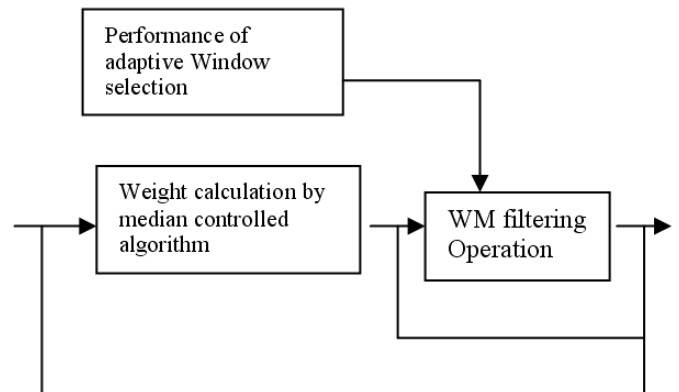 Performance of
adaptive Window
selection
Weight calculation by
median controlled
algorithm
WM filtering
Operation